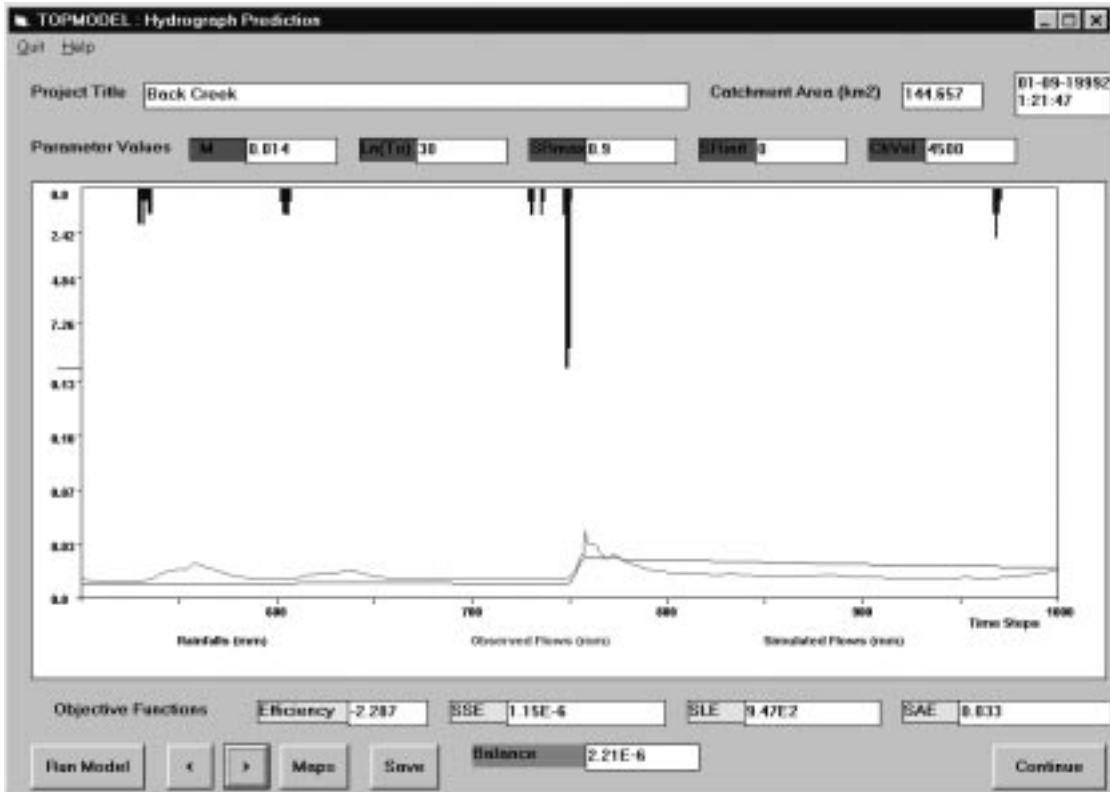 TOPMODEL : Hydrograph Prediction
Quit Help
Project Title Back Creek Catchment Area (km2) 144.657 01-09-19992
1:21:47
Parameter Values M 0.014 Ln(To) 30 SRmax 0.9 SRinit 0 ChVel 4500
0.0
2.42
4.84
7.26
0.13
0.10
0.07
0.03
0.0
600 700 800 900 1000
Time Steps
Rainfalls (mm) Observed Flows (mm) Simulated Flows (mm)
Objective Functions Efficiency -2.287 SSE 1.15E-6 SLE 9.47E2 SAE 0.033
Run Model < > Maps Save Balance 2.21E-6 Continue